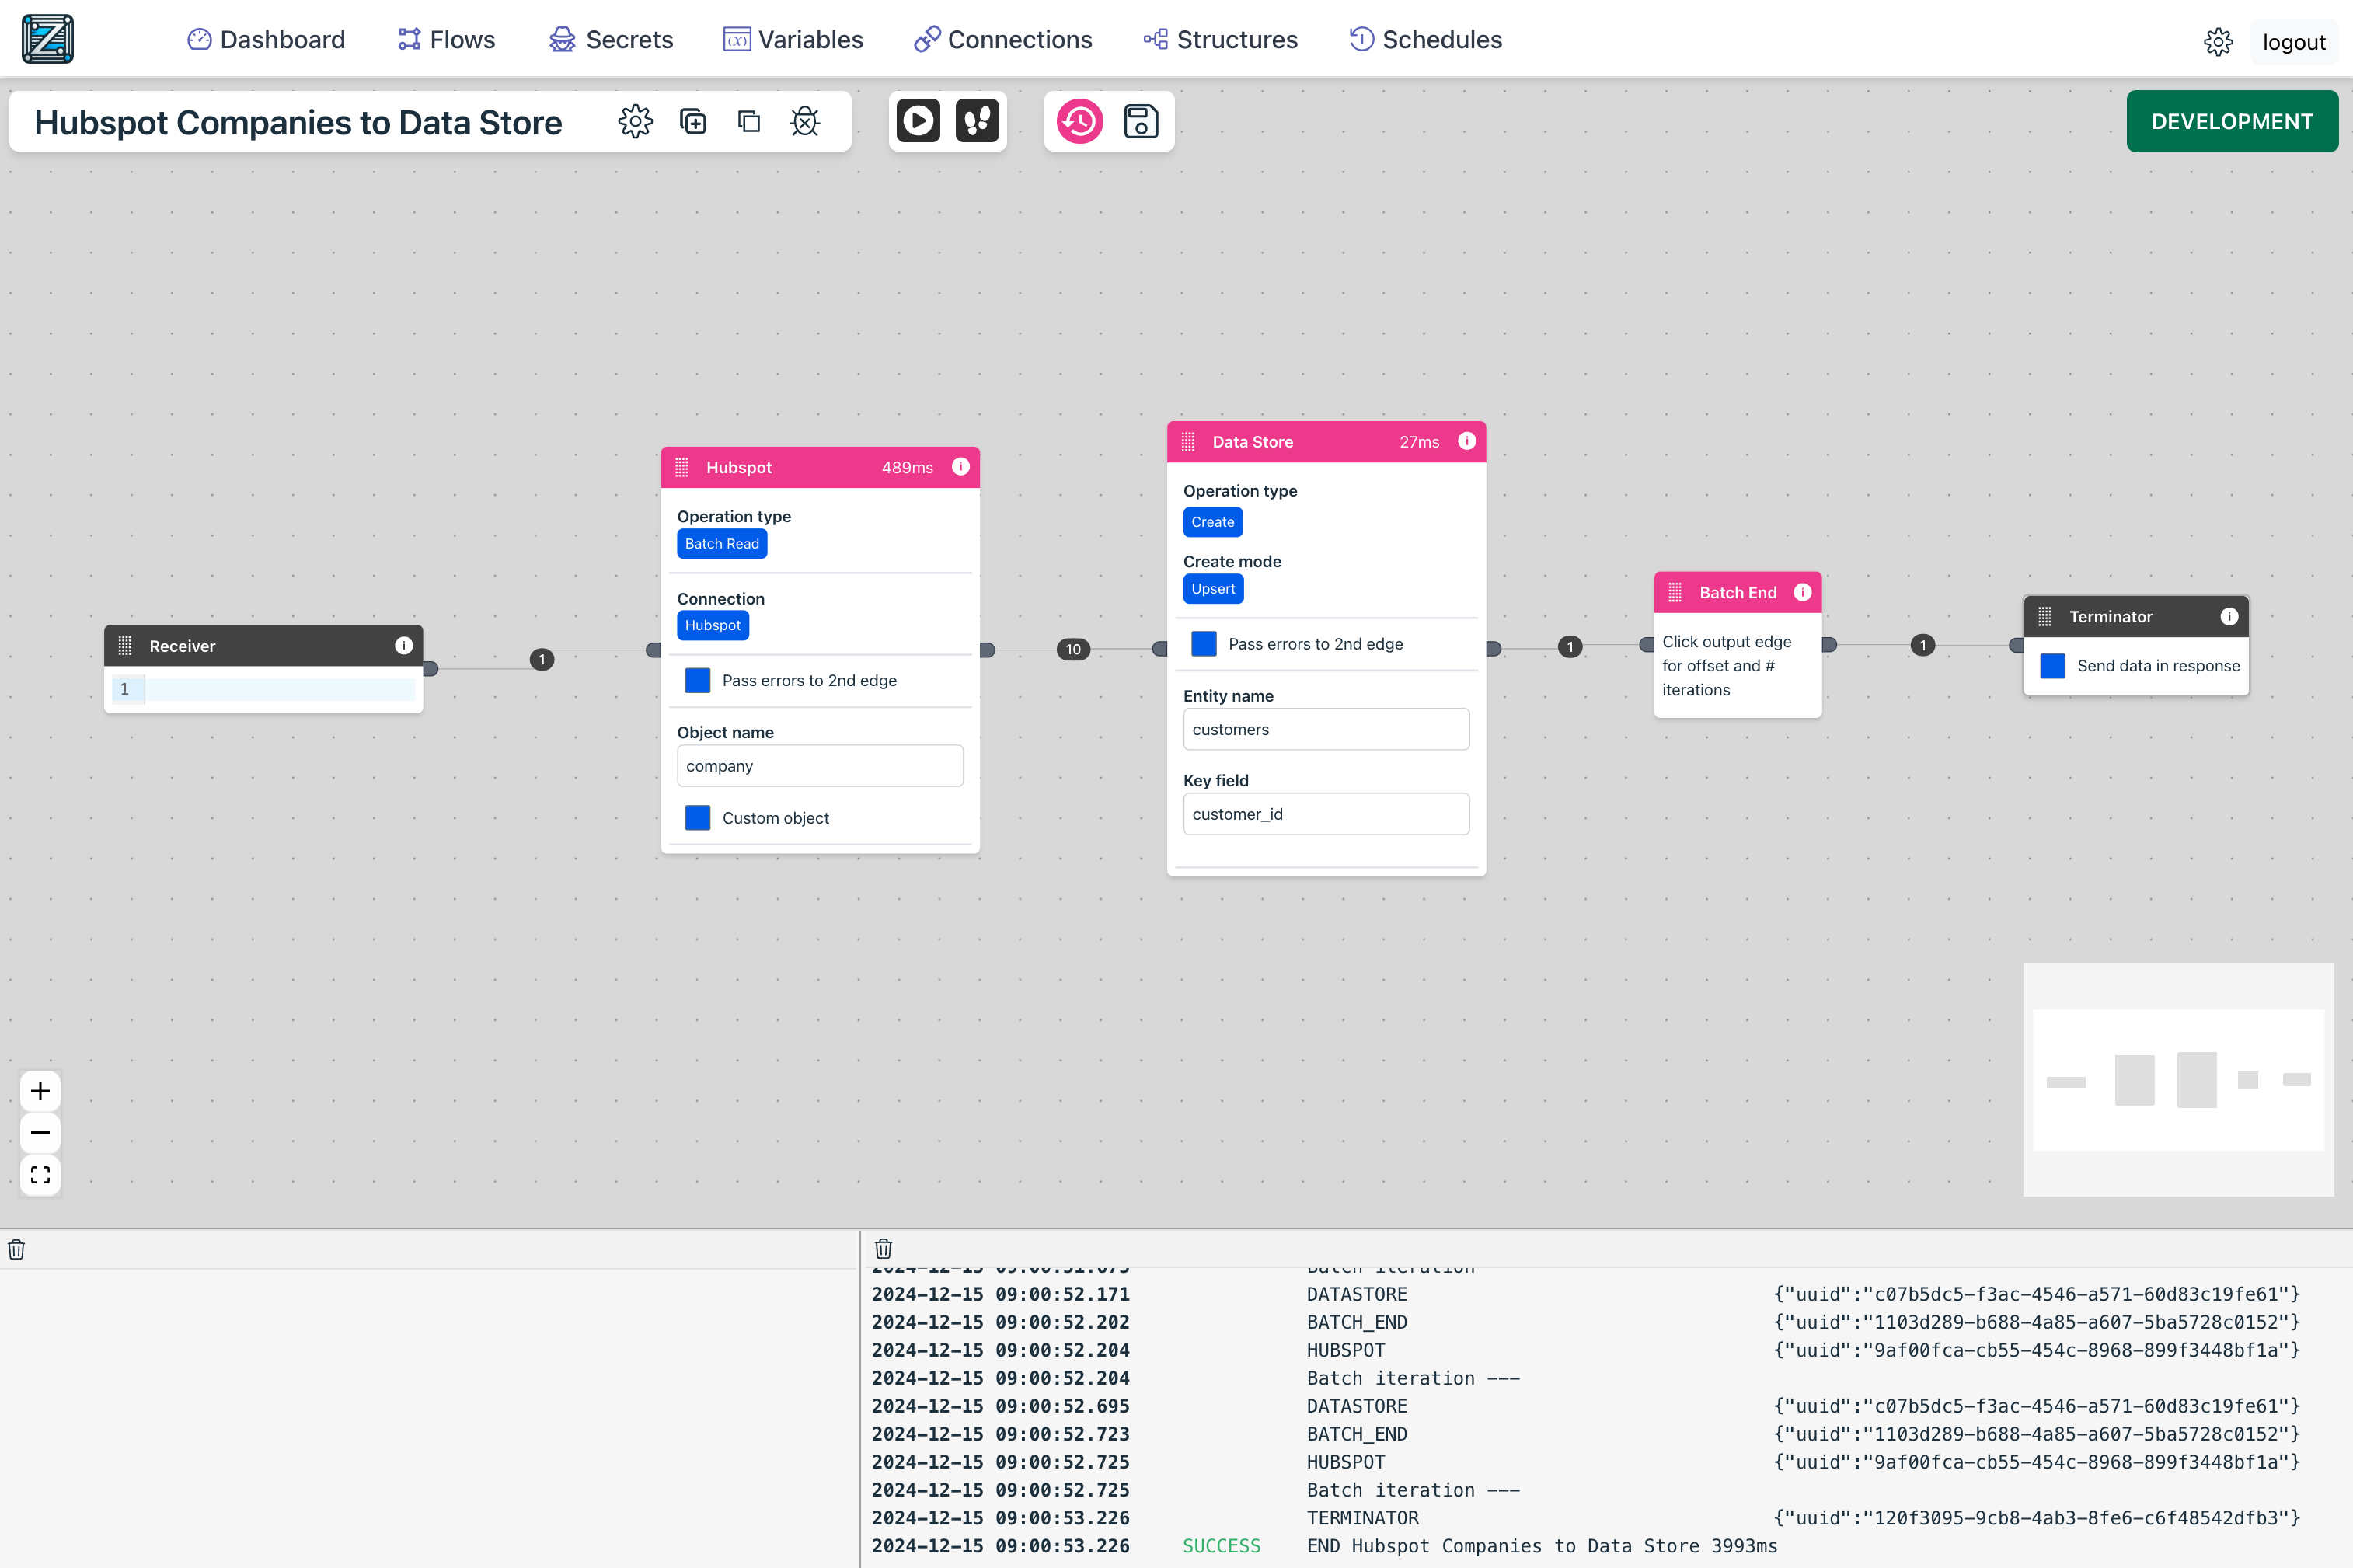 Dashboard Flows Secrets Variables Connections Structures Schedules logout
Hubspot Companies to Data Store
DEVELOPMENT
Receiver
1
1
Hubspot 489ms
Operation type
Batch Read
Connection
Hubspot
Pass errors to 2nd edge
Object name
company
Custom object
10
Data Store 27ms
Operation type
Create
Create mode
Upsert
Pass errors to 2nd edge
Entity name
customers
Key field
customer_id
1
Batch End
Click output edge
for offset and #
iterations
1
Terminator
Send data in response
2024-12-15 09:00:52.171 DATASTORE {"uuid":"c07b5dc5-f3ac-4546-a571-60d83c19fe61"}
2024-12-15 09:00:52.202 BATCH_END {"uuid":"1103d289-b688-4a85-a607-5ba5728c0152"}
2024-12-15 09:00:52.204 HUBSPOT {"uuid":"9af00fca-cb55-454c-8968-899f3448bf1a"}
2024-12-15 09:00:52.204 Batch iteration ---
2024-12-15 09:00:52.695 DATASTORE {"uuid":"c07b5dc5-f3ac-4546-a571-60d83c19fe61"}
2024-12-15 09:00:52.723 BATCH_END {"uuid":"1103d289-b688-4a85-a607-5ba5728c0152"}
2024-12-15 09:00:52.725 HUBSPOT {"uuid":"9af00fca-cb55-454c-8968-899f3448bf1a"}
2024-12-15 09:00:52.725 Batch iteration ---
2024-12-15 09:00:53.226 TERMINATOR {"uuid":"120f3095-9cb8-4ab3-8fe6-c6f48542dfb3"}
2024-12-15 09:00:53.226 SUCCESS END Hubspot Companies to Data Store 3993ms